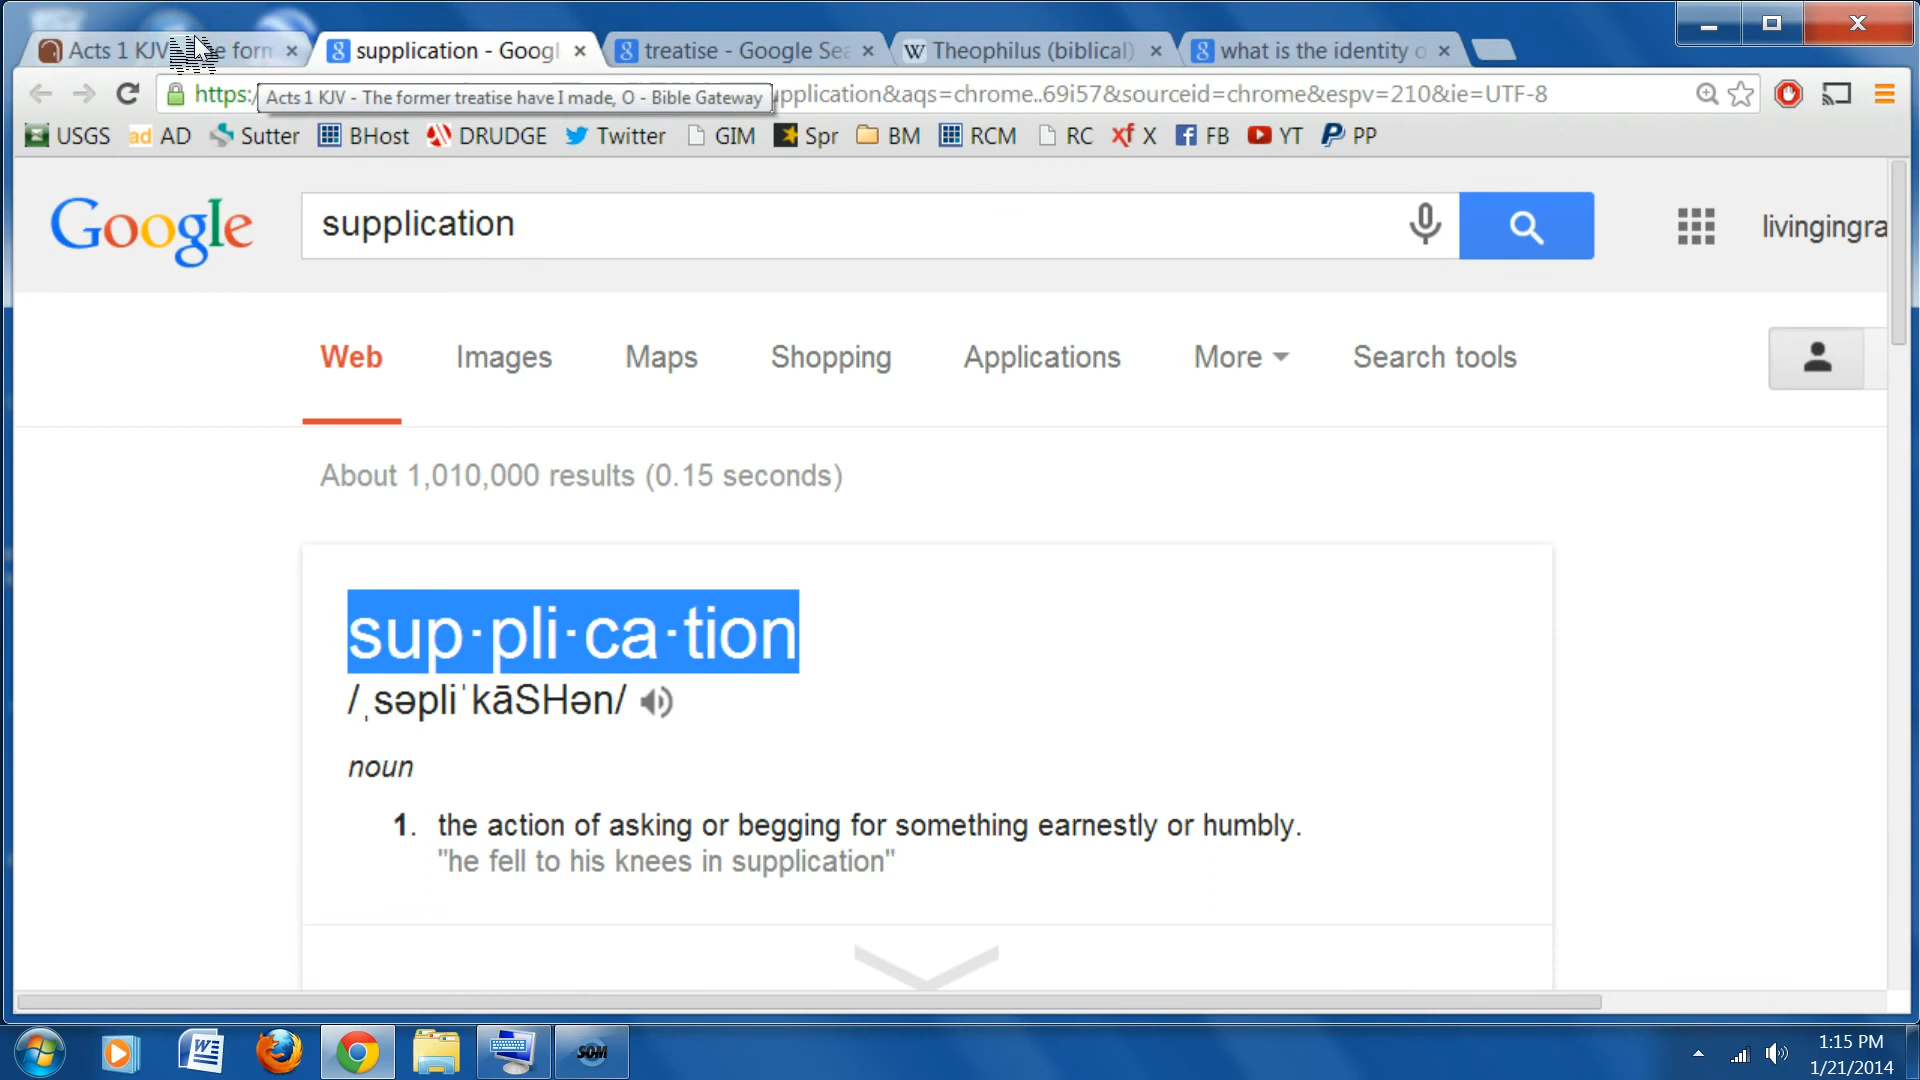 Acts 1 KJV
e form
supplication - Googl
treatise - Google Sea
Theophilus (biblical)
what is the identity o
https:/
Acts 1 KJV - The former treatise have I made, O - Bible Gateway
pplication&aqs=chrome..69i57&sourceid=chrome&espv=210&ie=UTF-8
USGS ad AD Sutter BHost DRUDGE Twitter GIM Spr BM RCM RC xf X FB YT PP
Google
supplication
livingingra
Web Images Maps Shopping Applications More Search tools
About 1,010,000 results (0.15 seconds)
sup·pli·ca·tion
/ˌsəpliˈkāSHən/
noun
1. the action of asking or begging for something earnestly or humbly.
"he fell to his knees in supplication"
SOM
1:15 PM
1/21/2014